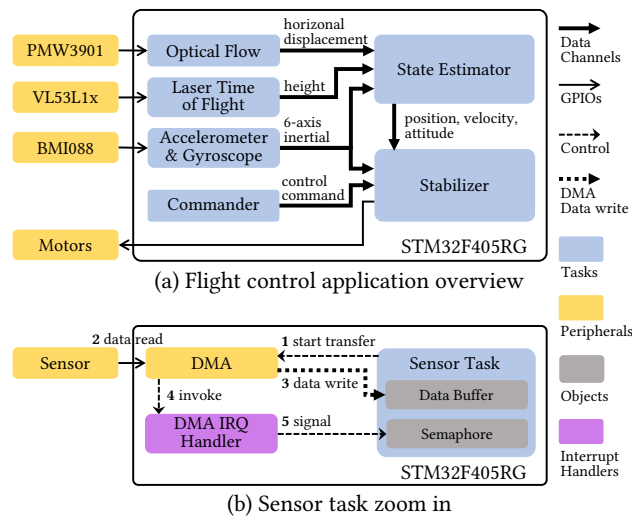 PMW3901
VL53L1x
BMI088
Motors
Optical Flow
Laser Time
of Flight
Accelerometer
& Gyroscope
Commander
horizonal
displacement
height
6-axis
inertial
control
command
State Estimator
position, velocity,
attitude
Stabilizer
STM32F405RG
(a) Flight control application overview
Data
Channels
GPIOs
Control
DMA
Data write
Tasks
Peripherals
Objects
Interrupt
Handlers
Sensor
2 data read
DMA
1 start transfer
3 data write
4 invoke
DMA IRQ
Handler
5 signal
Sensor Task
Data Buffer
Semaphore
STM32F405RG
(b) Sensor task zoom in